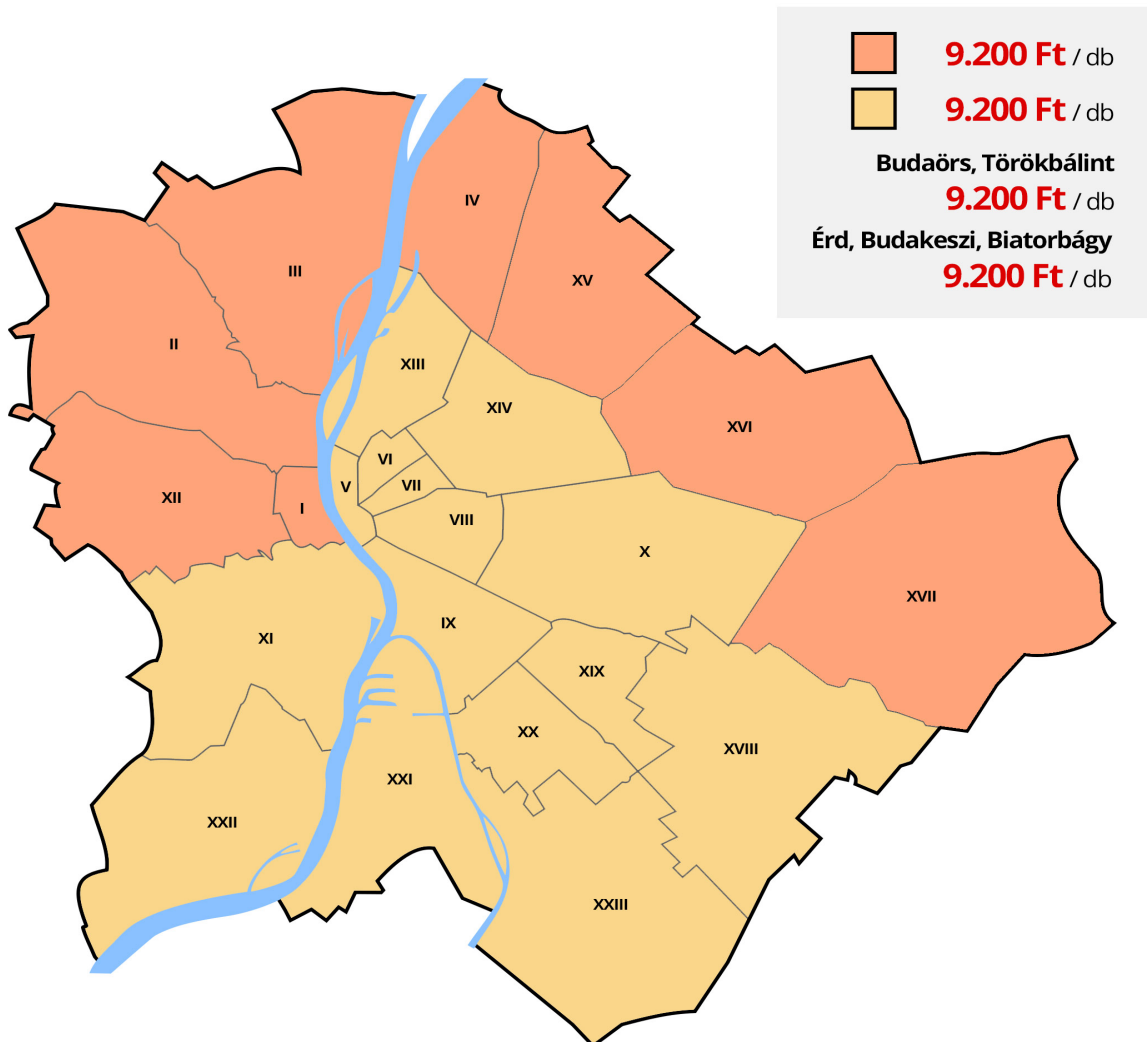 9.200 Ft / db
9.200 Ft / db
Budaörs, Törökbálint
9.200 Ft / db
Érd, Budakeszi, Biatorbágy
9.200 Ft / db
IV
III
XV
II
XIII
XIV
XVI
VI
VII
V
XII
I
VIII
X
XVII
IX
XI
XIX
XX
XVIII
XXI
XXII
XXIII